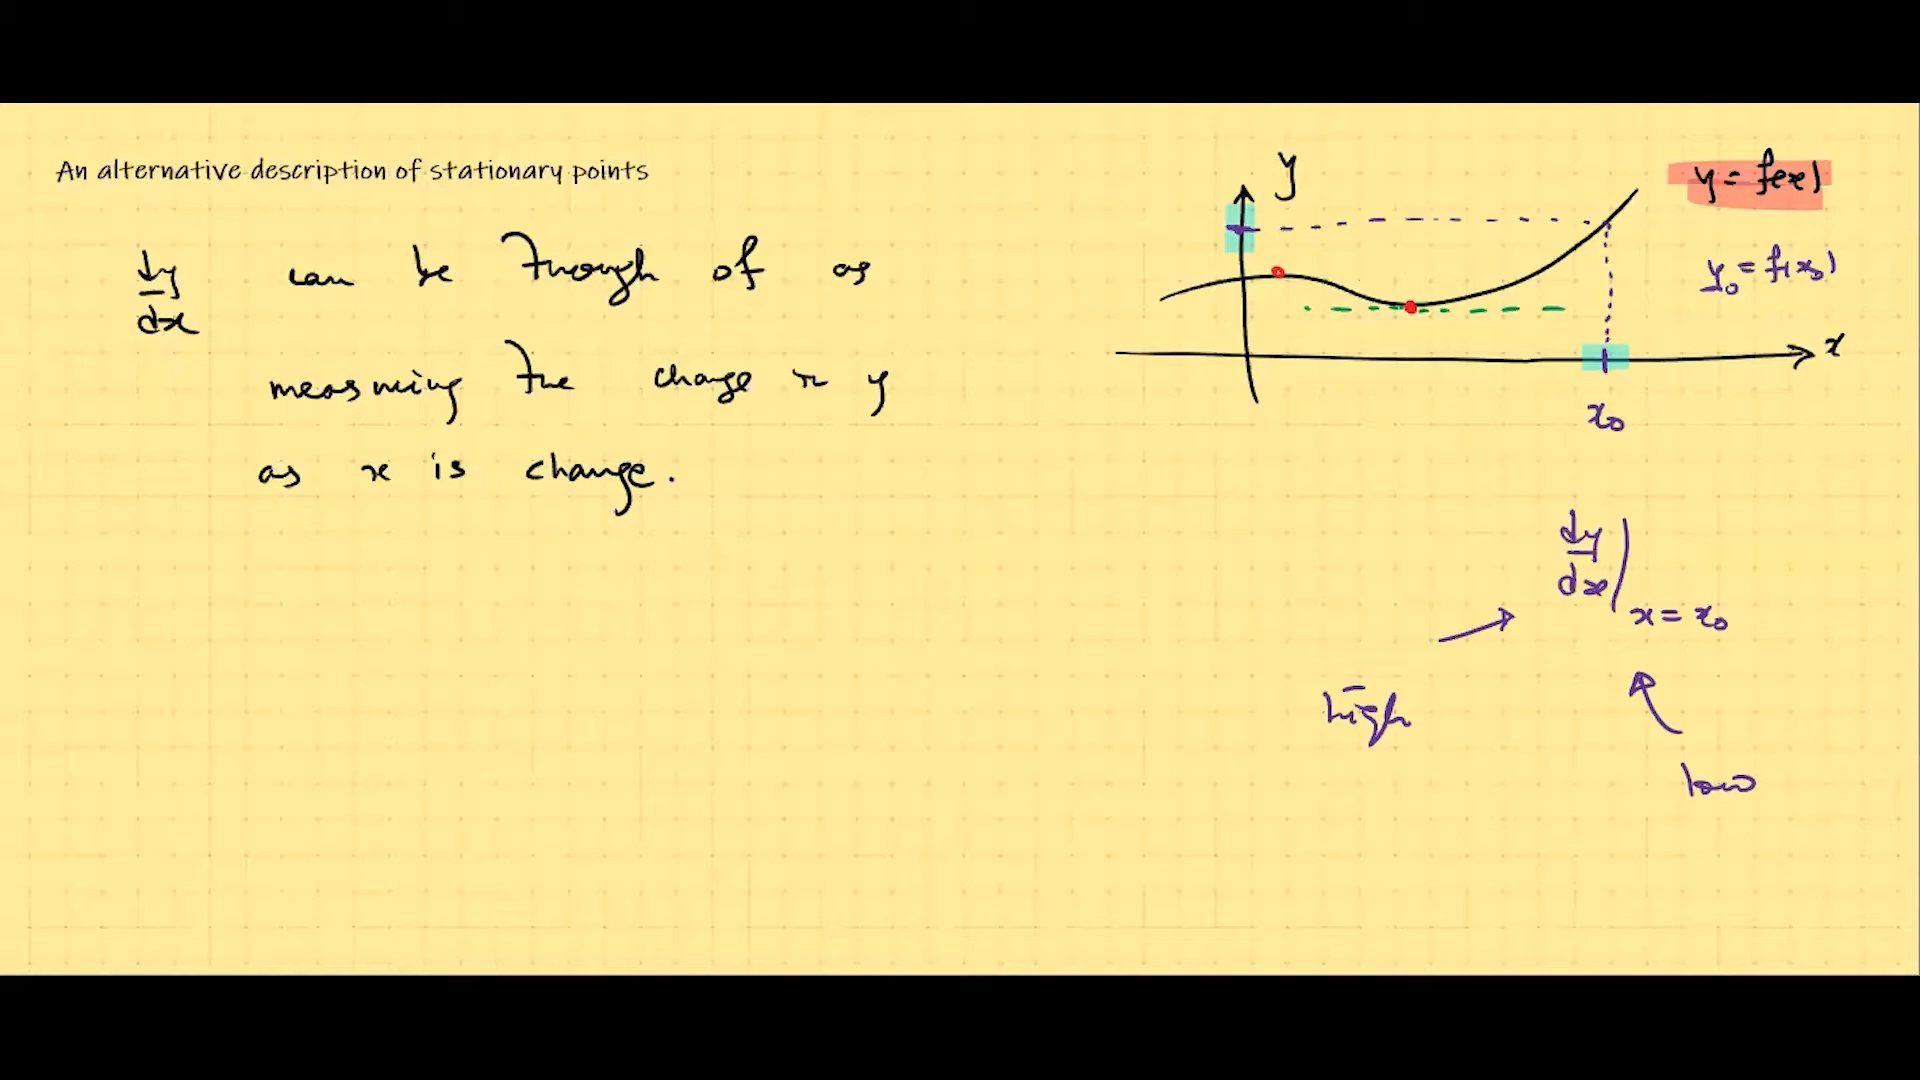 An alternative description of stationary points
dy/dx can be though of as
measuring the change in y
as x is change.
y
y = f(x)
y₀ = f(x₀)
x
x₀
dy/dx | x = x₀
high
low